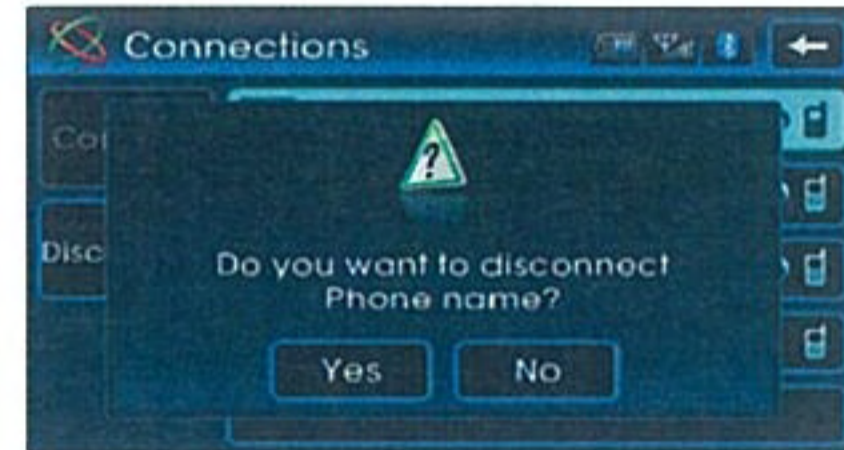 Connections
Do you want to disconnect
Phone name?
Yes
No